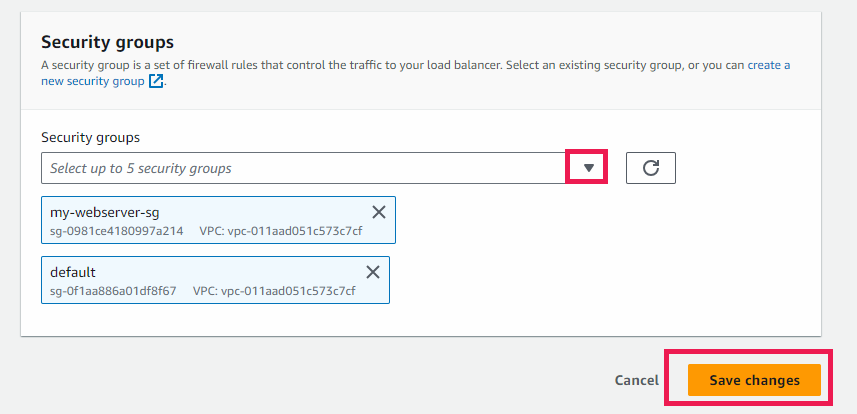 Security groups
A security group is a set of firewall rules that control the traffic to your load balancer. Select an existing security group, or you can create a
new security group.
Security groups
Select up to 5 security groups
my-webserver-sg
sg-0981ce4180997a214 VPC: vpc-011aad051c573c7cf
default
sg-0f1aa886a01df8f67 VPC: vpc-011aad051c573c7cf
Cancel Save changes